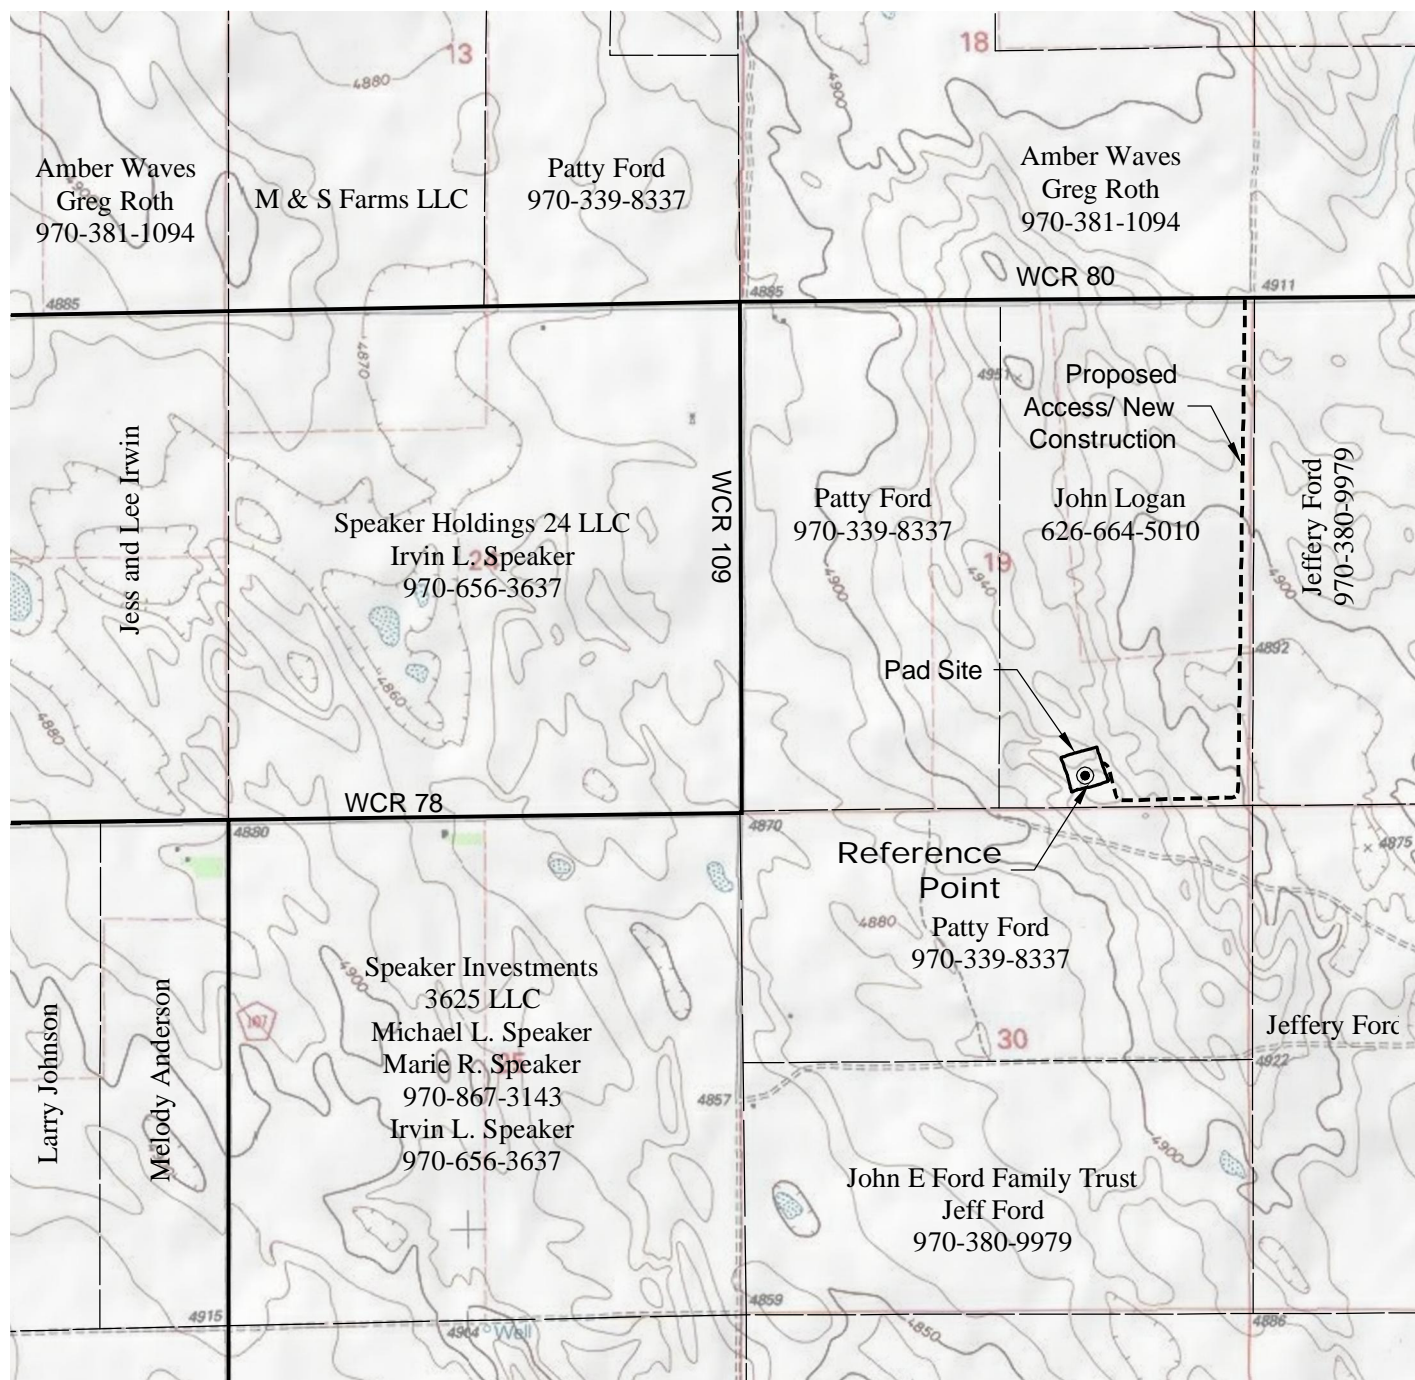 13
18
4880
4900
Amber Waves
Greg Roth
970-381-1094
M & S Farms LLC
Patty Ford
970-339-8337
Amber Waves
Greg Roth
970-381-1094
WCR 80
4885
4885
4911
4870
4951
Proposed
Access/ New
Construction
Jess and Lee Irwin
Speaker Holdings 24 LLC
Irvin L. Speaker
970-656-3637
WCR 109
Patty Ford
970-339-8337
John Logan
626-664-5010
Jeffery Ford
970-380-9979
19
4900
4940
4900
4892
Pad Site
4860
4880
WCR 78
4880
4870
4875
Reference
Point
4880
Patty Ford
970-339-8337
Larry Johnson
Melody Anderson
4900
107
Speaker Investments
3625 LLC
Michael L. Speaker
Marie R. Speaker
970-867-3143
Irvin L. Speaker
970-656-3637
25
30
Jeffery Ford
4922
4857
4900
John E Ford Family Trust
Jeff Ford
970-380-9979
4859
4915
4904
Well
4850
4886